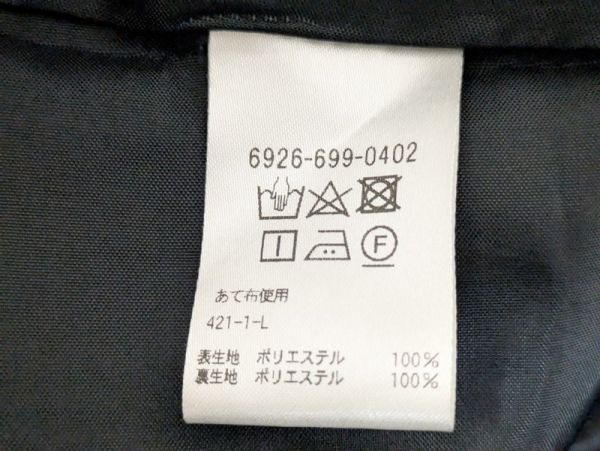 6926-699-0402
F
あて布使用
421-1-L
表生地 ポリエステル 100%
裏生地 ポリエステル 100%